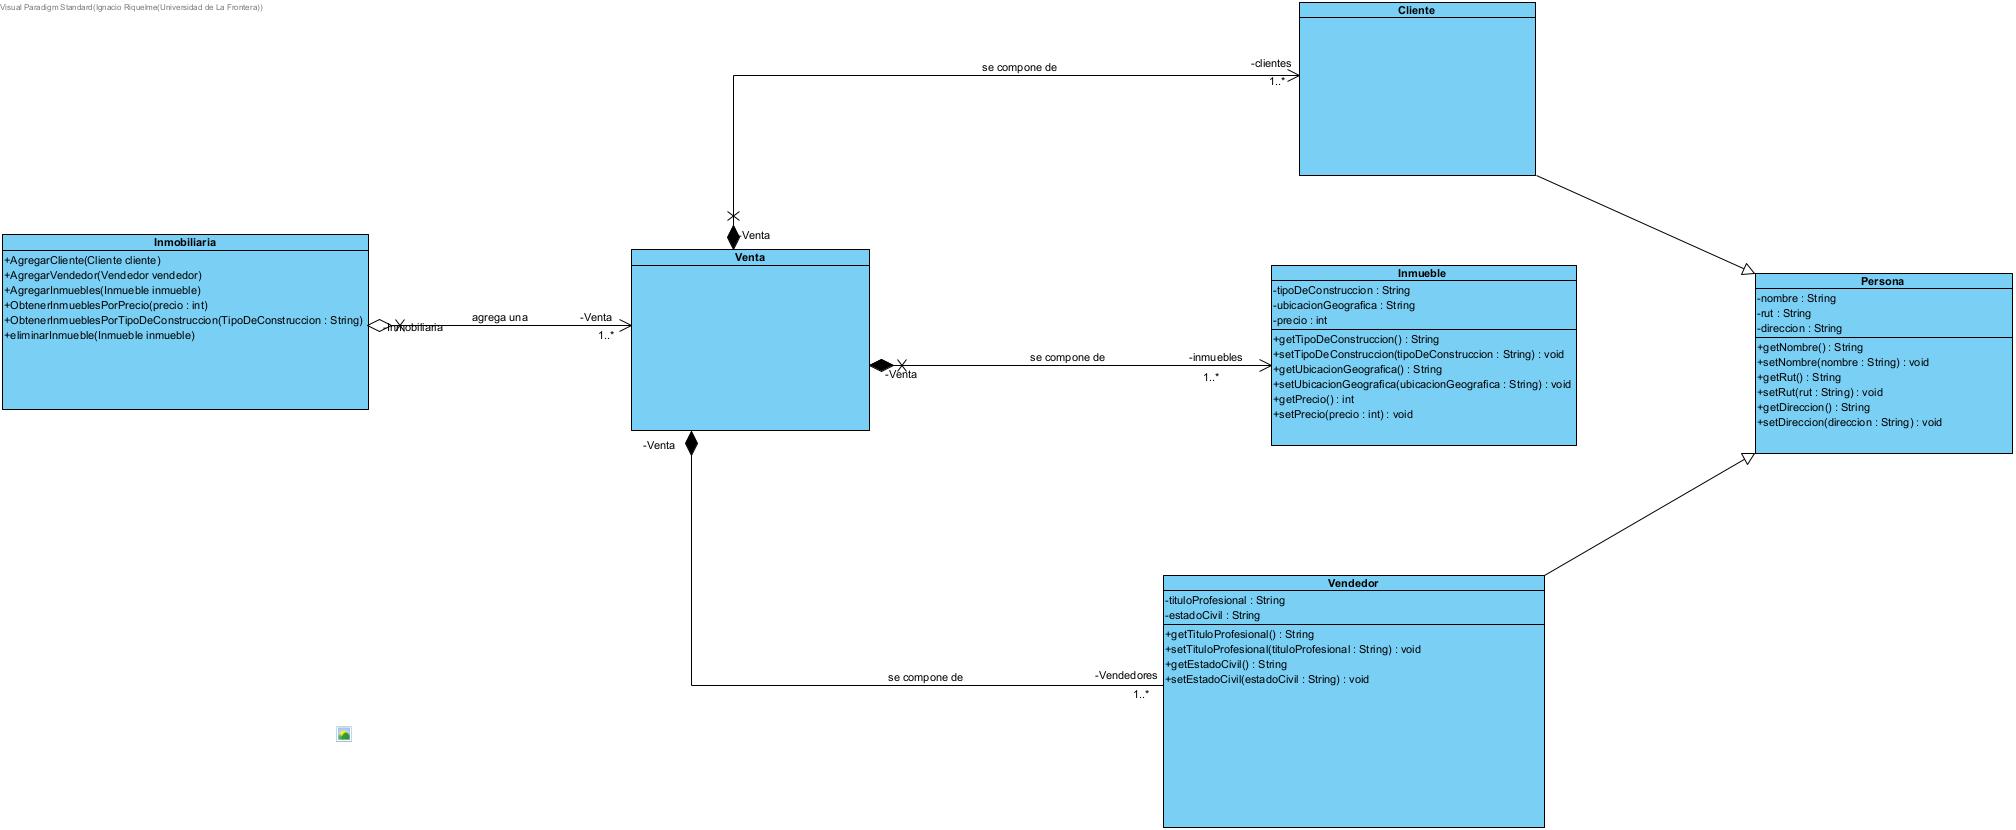 Visual Paradigm Standard(Ignacio Riquelme(Universidad de La Frontera))
Cliente
se compone de
-clientes
1..*
-Venta
Inmobiliaria
+AgregarCliente(Cliente cliente)
+AgregarVendedor(Vendedor vendedor)
+AgregarInmuebles(Inmueble inmueble)
+ObtenerInmueblesPorPrecio(precio : int)
+ObtenerInmueblesPorTipoDeConstruccion(TipoDeConstruccion : String)
+eliminarInmueble(Inmueble inmueble)
-Inmobiliaria
agrega una
-Venta
1..*
Venta
-Venta
se compone de
-inmuebles
1..*
Inmueble
-tipoDeConstruccion : String
-ubicacionGeografica : String
-precio : int
+getTipoDeConstruccion() : String
+setTipoDeConstruccion(tipoDeConstruccion : String) : void
+getUbicacionGeografica() : String
+setUbicacionGeografica(ubicacionGeografica : String) : void
+getPrecio() : int
+setPrecio(precio : int) : void
Persona
-nombre : String
-rut : String
-direccion : String
+getNombre() : String
+setNombre(nombre : String) : void
+getRut() : String
+setRut(rut : String) : void
+getDireccion() : String
+setDireccion(direccion : String) : void
-Venta
se compone de
-Vendedores
1..*
Vendedor
-tituloProfesional : String
-estadoCivil : String
+getTituloProfesional() : String
+setTituloProfesional(tituloProfesional : String) : void
+getEstadoCivil() : String
+setEstadoCivil(estadoCivil : String) : void